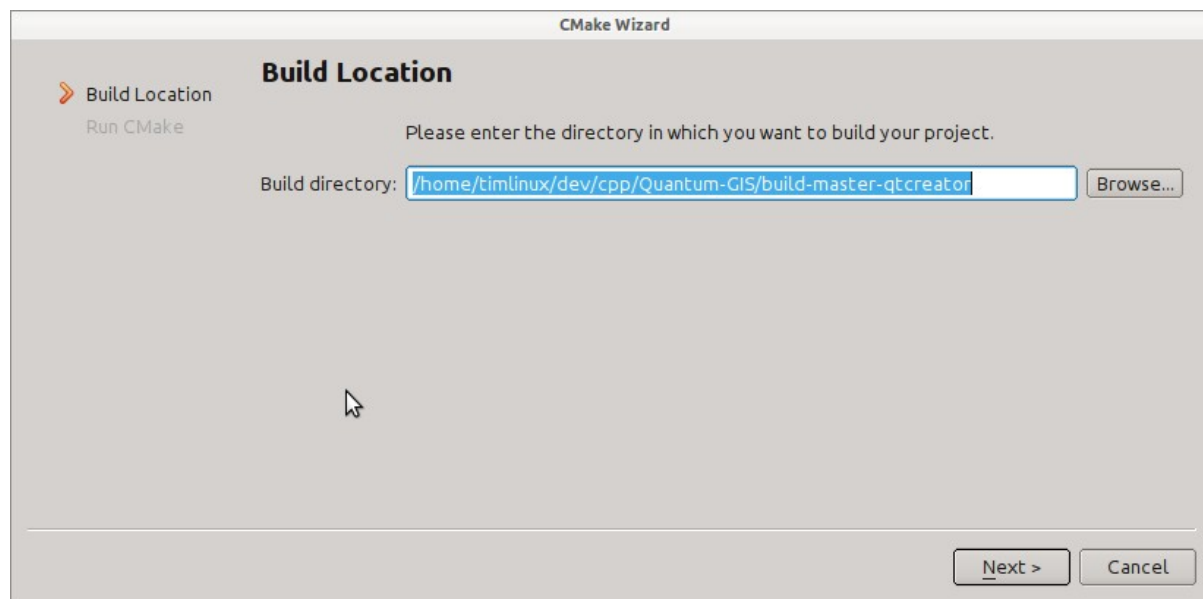 CMake Wizard
Build Location
Build Location
Run CMake
Please enter the directory in which you want to build your project.
Build directory: /home/timlinux/dev/cpp/Quantum-GIS/build-master-qtcreator Browse...
Next > Cancel